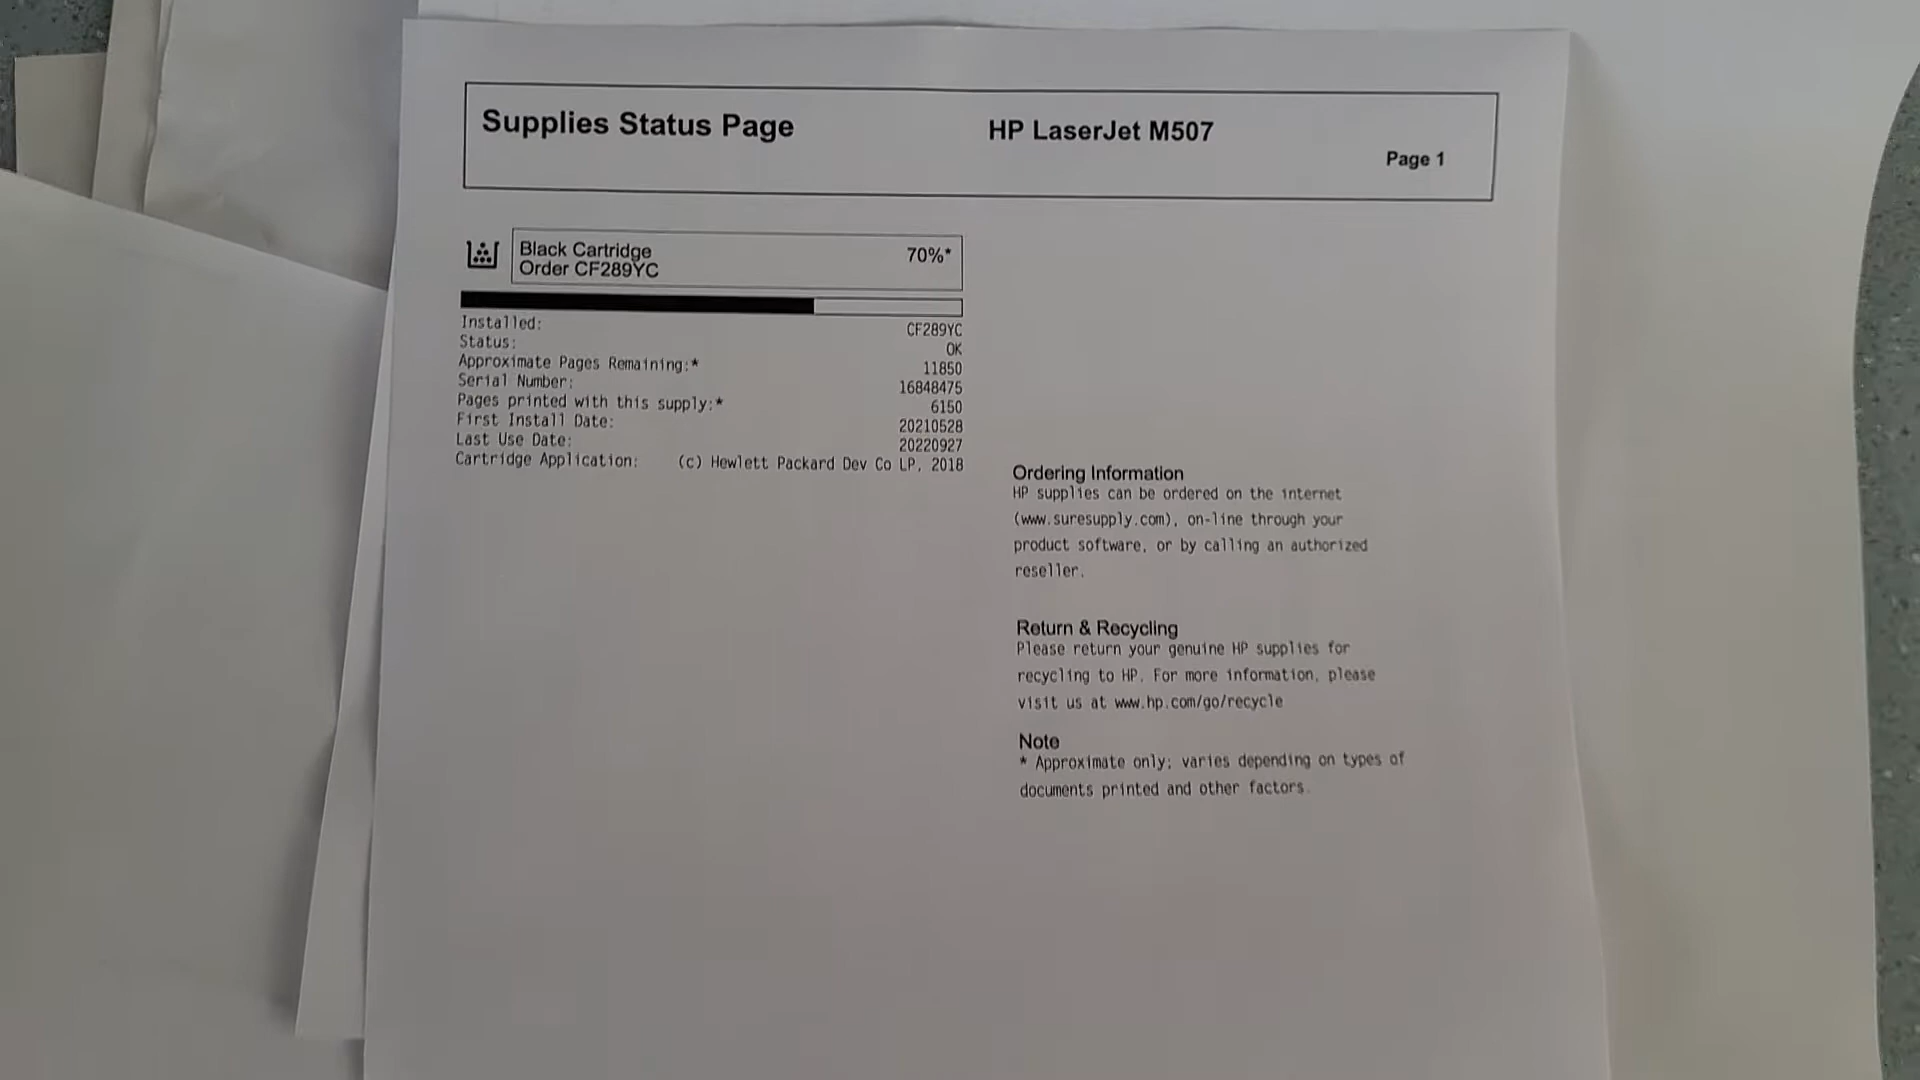 Supplies Status Page
HP LaserJet M507
Page 1
Black Cartridge 70%*
Order CF289YC
Installed: CF289YC
Status: OK
Approximate Pages Remaining:* 11850
Serial Number: 16848475
Pages printed with this supply:* 6150
First Install Date: 20210528
Last Use Date: 20220927
Cartridge Application: (c) Hewlett Packard Dev Co LP, 2018
Ordering Information
HP supplies can be ordered on the internet
(www.suresupply.com), on-line through your
product software, or by calling an authorized
reseller.
Return & Recycling
Please return your genuine HP supplies for
recycling to HP. For more information, please
visit us at www.hp.com/go/recycle
Note
* Approximate only; varies depending on types of
documents printed and other factors.